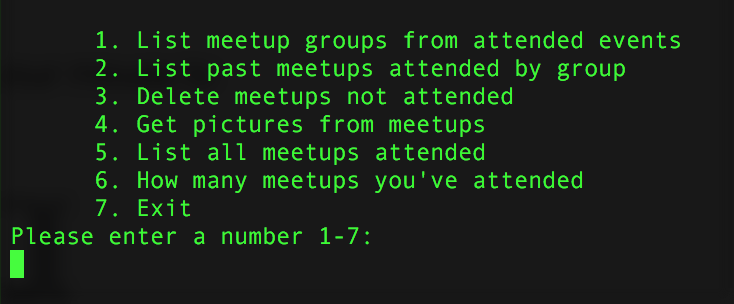 1. List meetup groups from attended events
2. List past meetups attended by group
3. Delete meetups not attended
4. Get pictures from meetups
5. List all meetups attended
6. How many meetups you've attended
7. Exit
Please enter a number 1-7: